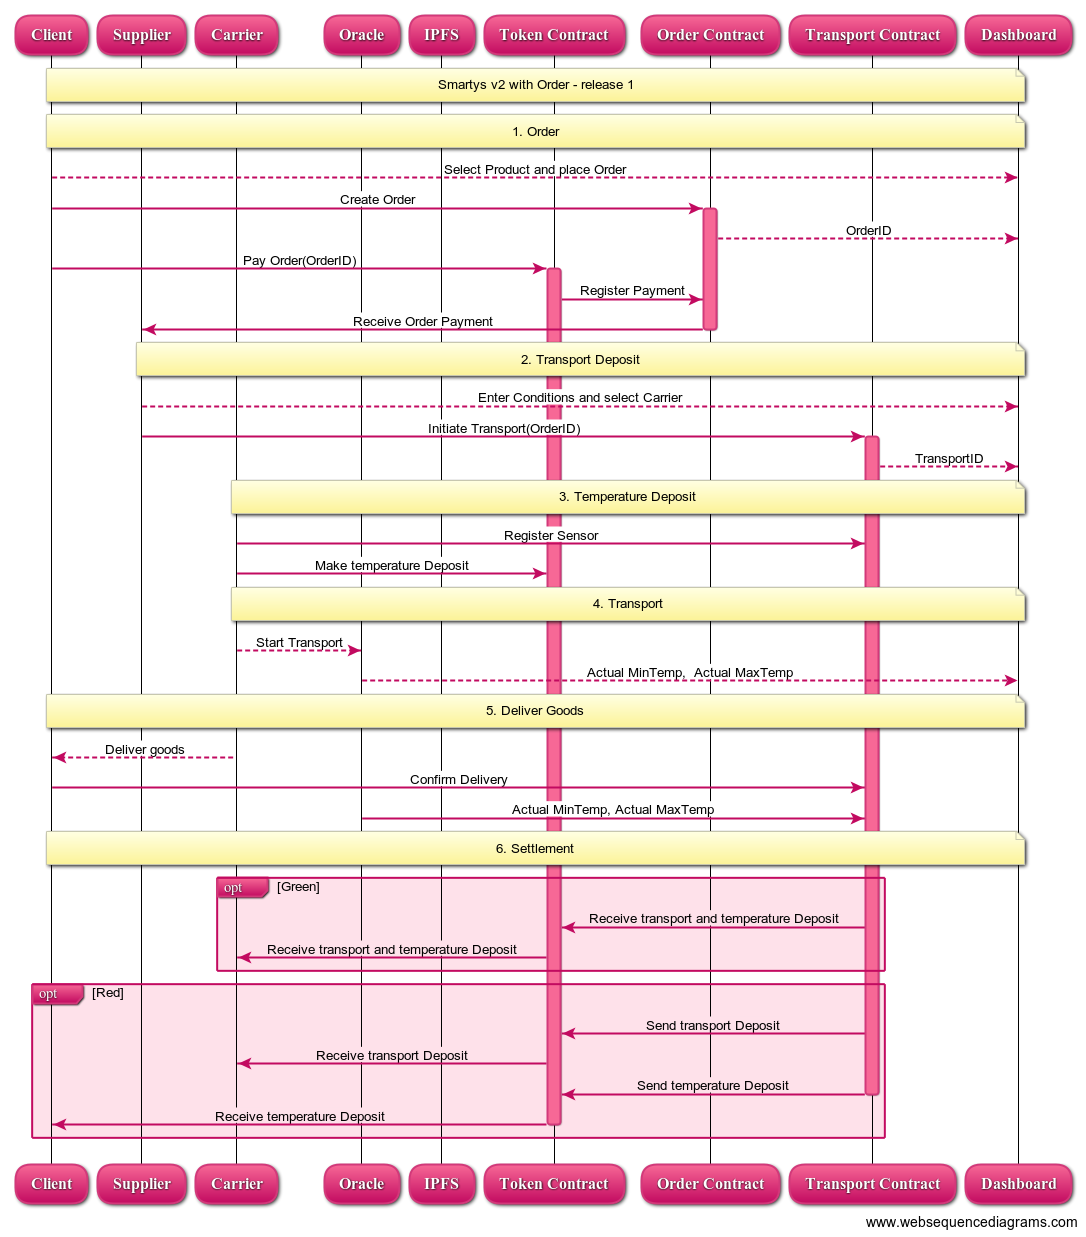 Client Supplier Carrier Oracle IPFS Token Contract Order Contract Transport Contract Dashboard
Smartys v2 with Order - release 1
1. Order
Select Product and place Order
Create Order
OrderID
Pay Order(OrderID)
Register Payment
Receive Order Payment
2. Transport Deposit
Enter Conditions and select Carrier
Initiate Transport(OrderID)
TransportID
3. Temperature Deposit
Register Sensor
Make temperature Deposit
4. Transport
Start Transport
Actual MinTemp, Actual MaxTemp
5. Deliver Goods
Deliver goods
Confirm Delivery
Actual MinTemp, Actual MaxTemp
6. Settlement
opt [Green]
Receive transport and temperature Deposit
Receive transport and temperature Deposit
opt [Red]
Send transport Deposit
Receive transport Deposit
Send temperature Deposit
Receive temperature Deposit
Client Supplier Carrier Oracle IPFS Token Contract Order Contract Transport Contract Dashboard
www.websequencediagrams.com